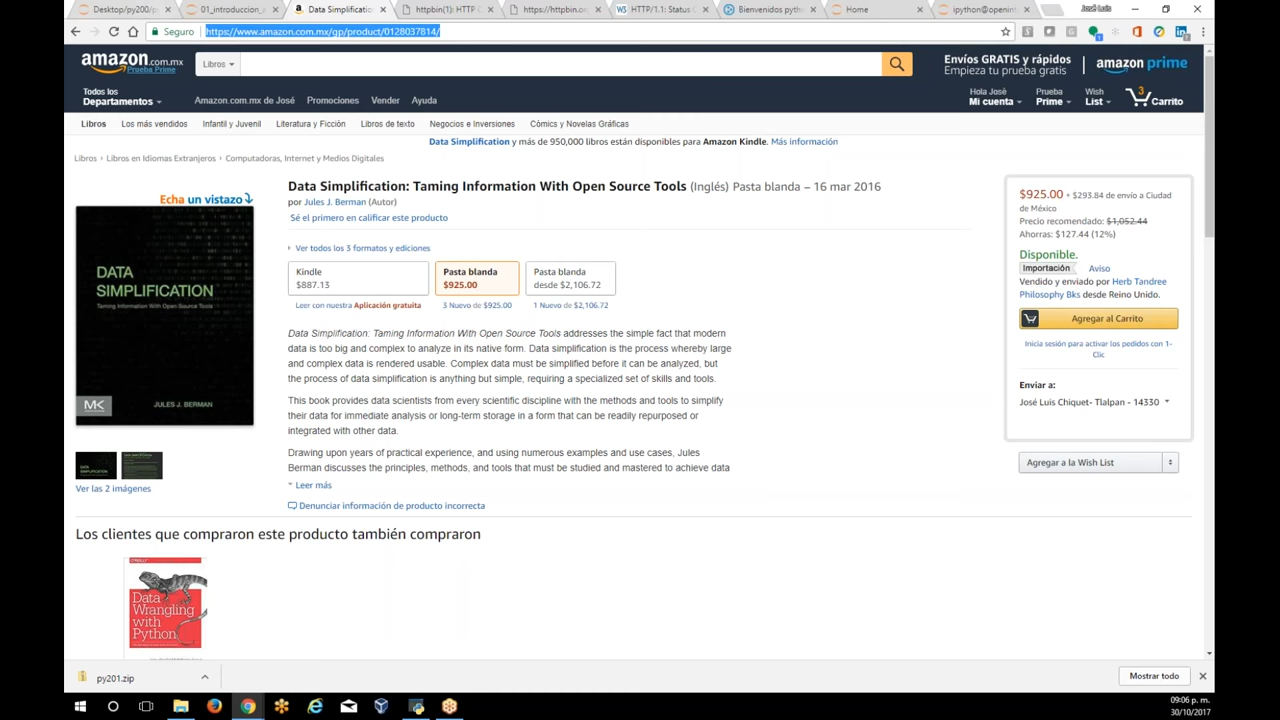 Desktop/py200/py
01_introduccion_
Data Simplification
httpbin(1): HTTP C
https://httpbin.or
HTTP/1.1: Status C
Bienvenidos pytho
Home
ipython@openint
José Luis
Seguro
https://www.amazon.com.mx/gp/product/0128037814/
amazon.com.mx
Prueba Prime
Libros
Envíos GRATIS y rápidos
Empieza tu prueba gratis
amazon prime
Todos los
Departamentos
Amazon.com.mx de José
Promociones
Vender
Ayuda
Hola José
Mi cuenta
Prueba
Prime
Wish
List
3
Carrito
Libros
Los más vendidos
Infantil y Juvenil
Literatura y Ficción
Libros de texto
Negocios e Inversiones
Cómics y Novelas Gráficas
Data Simplification y más de 950,000 libros están disponibles para Amazon Kindle. Más información
Libros › Libros en Idiomas Extranjeros › Computadoras, Internet y Medios Digitales
Echa un vistazo
DATA
SIMPLIFICATION
Taming Information With Open Source Tools
MK
JULES J. BERMAN
Ver las 2 imágenes
Data Simplification: Taming Information With Open Source Tools (Inglés) Pasta blanda – 16 mar 2016
por Jules J. Berman (Autor)
Sé el primero en calificar este producto
Ver todos los 3 formatos y ediciones
Kindle
$887.13
Pasta blanda
$925.00
Pasta blanda
desde $2,106.72
Leer con nuestra Aplicación gratuita
3 Nuevo de $925.00
1 Nuevo de $2,106.72
Data Simplification: Taming Information With Open Source Tools addresses the simple fact that modern
data is too big and complex to analyze in its native form. Data simplification is the process whereby large
and complex data is rendered usable. Complex data must be simplified before it can be analyzed, but
the process of data simplification is anything but simple, requiring a specialized set of skills and tools.
This book provides data scientists from every scientific discipline with the methods and tools to simplify
their data for immediate analysis or long-term storage in a form that can be readily repurposed or
integrated with other data.
Drawing upon years of practical experience, and using numerous examples and use cases, Jules
Berman discusses the principles, methods, and tools that must be studied and mastered to achieve data
Leer más
Denunciar información de producto incorrecta
$925.00 + $293.84 de envío a Ciudad
de México
Precio recomendado: $1,052.44
Ahorras: $127.44 (12%)
Disponible.
Importación
Aviso
Vendido y enviado por Herb Tandree
Philosophy Bks desde Reino Unido.
Agregar al Carrito
Inicia sesión para activar los pedidos con 1-
Clic
Enviar a:
José Luis Chiquet- Tlalpan - 14330
Agregar a la Wish List
Los clientes que compraron este producto también compraron
O'REILLY
Data
Wrangling
with
Python
py201.zip
Mostrar todo
09:06 p. m.
30/10/2017